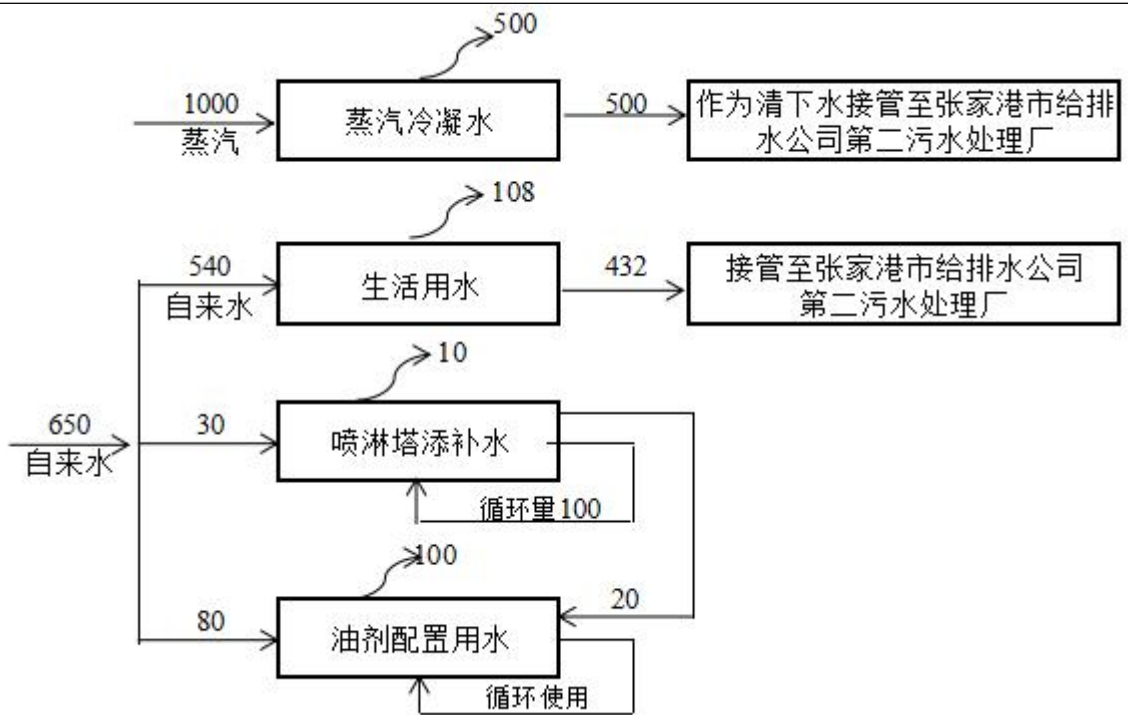 500
1000
蒸汽
蒸汽冷凝水
500
作为清下水接管至张家港市给排
水公司第二污水处理厂
108
540
自来水
生活用水
432
接管至张家港市给排水公司
第二污水处理厂
10
650
自来水
30
喷淋塔添补水
循环量100
100
80
油剂配置用水
20
循环使用